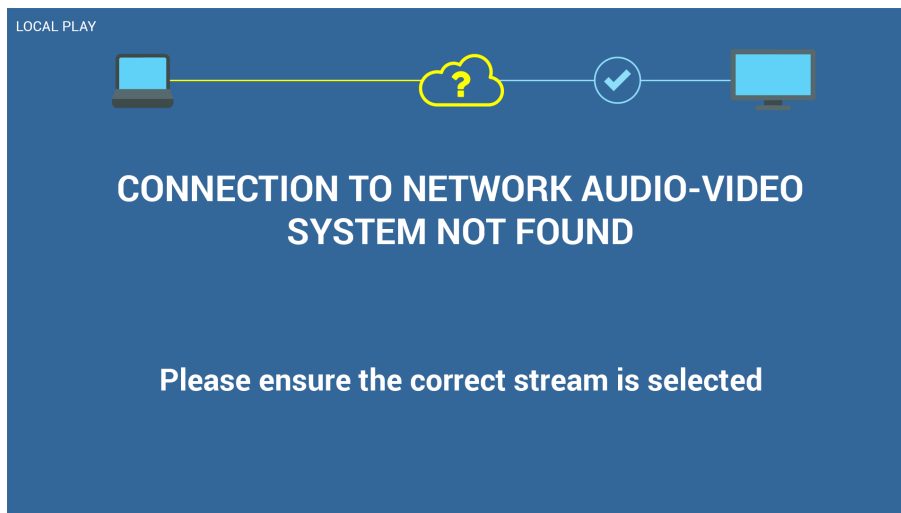 LOCAL PLAY
?
CONNECTION TO NETWORK AUDIO-VIDEO
SYSTEM NOT FOUND
Please ensure the correct stream is selected